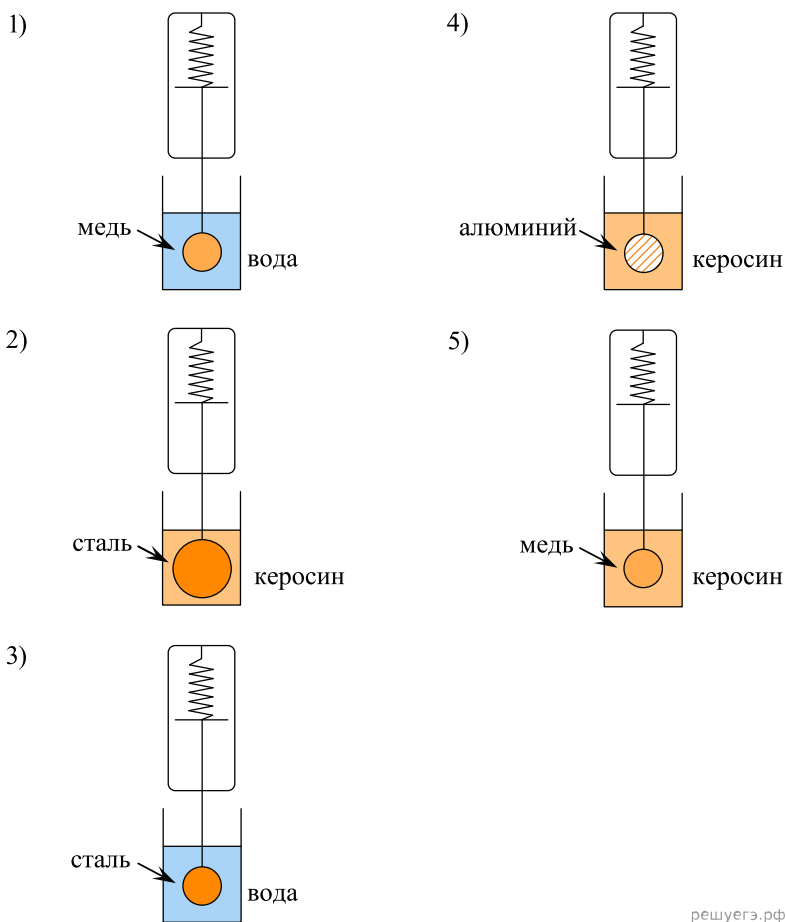 1)
медь
вода
2)
сталь
керосин
3)
сталь
вода
4)
алюминий
керосин
5)
медь
керосин
решуегэ.рф